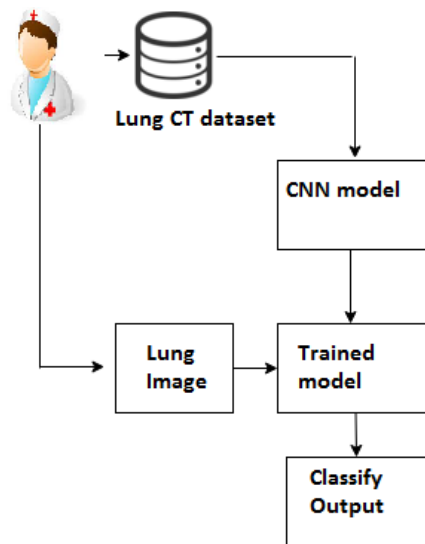 Lung CT dataset
CNN model
Lung
Image
Trained
model
Classify
Output